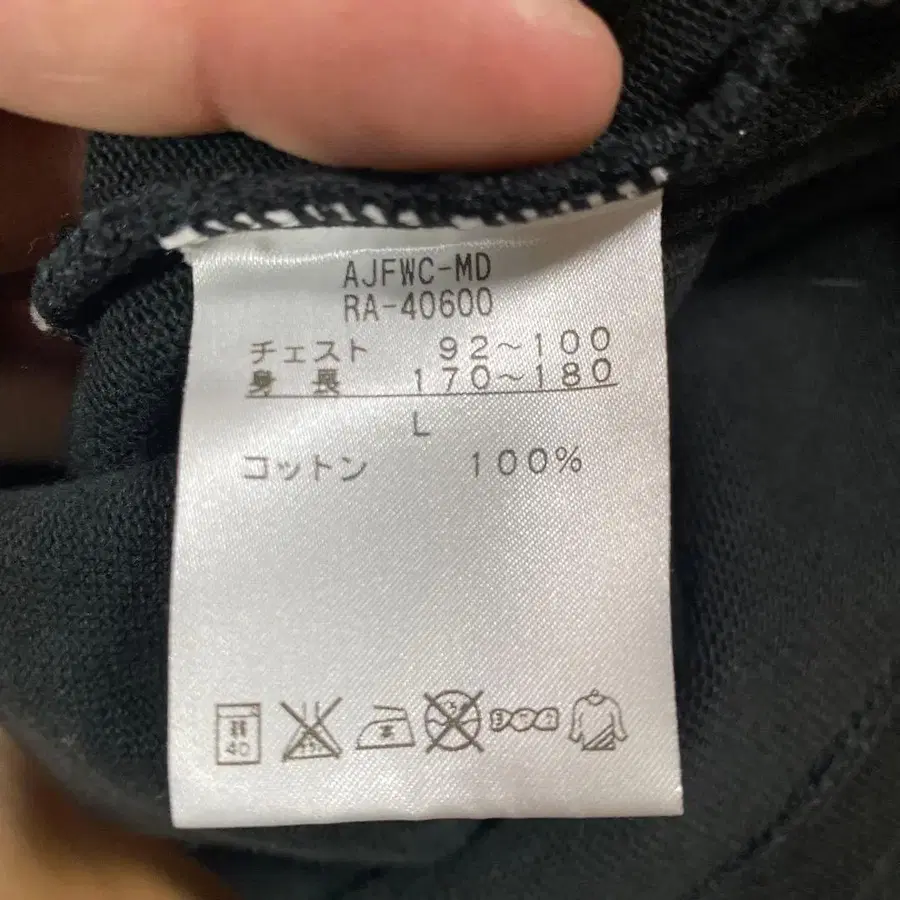 AJFWC-MD
RA-40600
チェスト 92～100
身長 170～180
L
コットン 100%
40